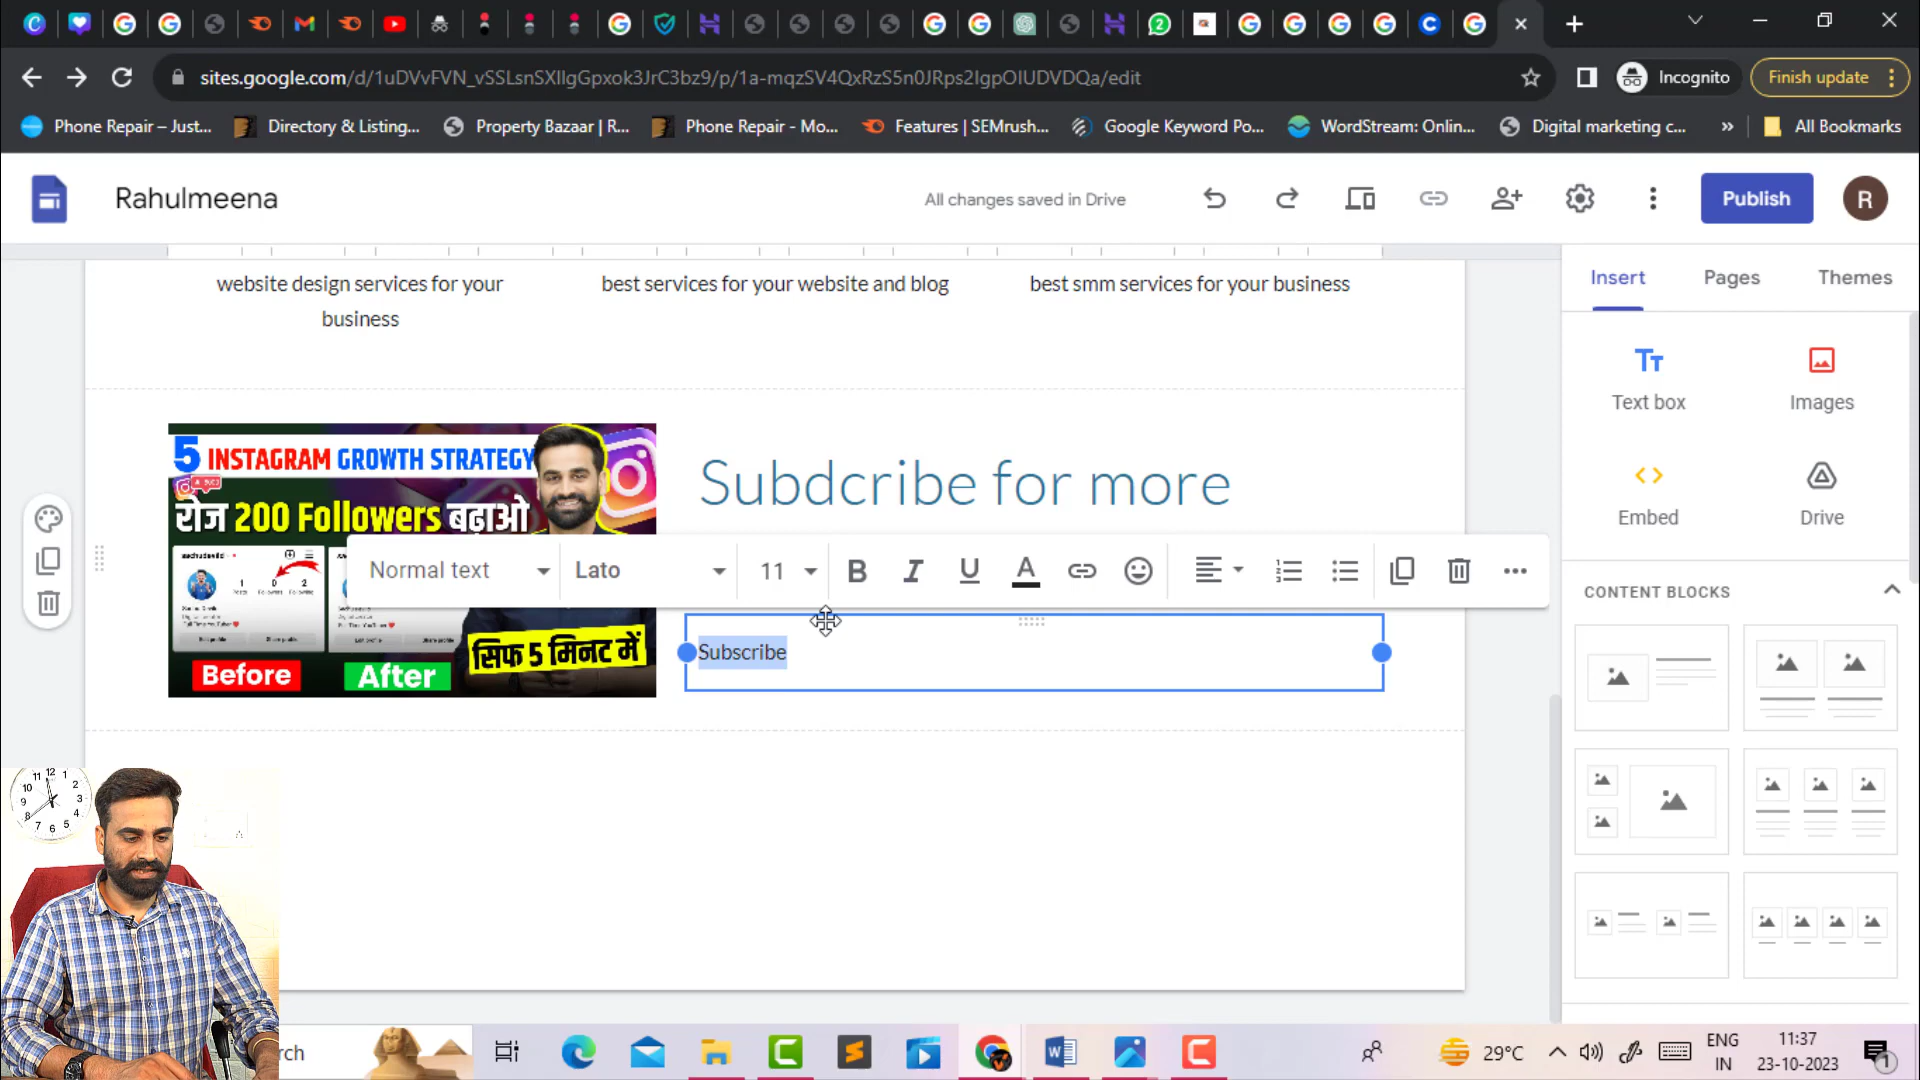 sites.google.com/d/1uDVvFVN_vSSLsnSXIIgGpxok3JrC3bz9/p/1a-mqzSV4QxRzS5n0JRps2IgpOIUDVDQa/edit
Incognito
Finish update
Phone Repair – Just...
Directory & Listing...
Property Bazaar | R...
Phone Repair - Mo...
Features | SEMrush...
Google Keyword Po...
WordStream: Onlin...
Digital marketing c...
»
All Bookmarks
Rahulmeena
All changes saved in Drive
Publish
R
Insert
Pages
Themes
website design services for your
business
best services for your website and blog
best smm services for your business
Text box
Images
Embed
Drive
5 INSTAGRAM GROWTH STRATEGY
रोज 200 Followers बढ़ाओ
सिफ 5 मिनट में
Before
After
Subdcribe for more
Normal text
Lato
11
B
I
U
A
Subscribe
CONTENT BLOCKS
rch
29°C
ENG
IN
11:37
23-10-2023
1